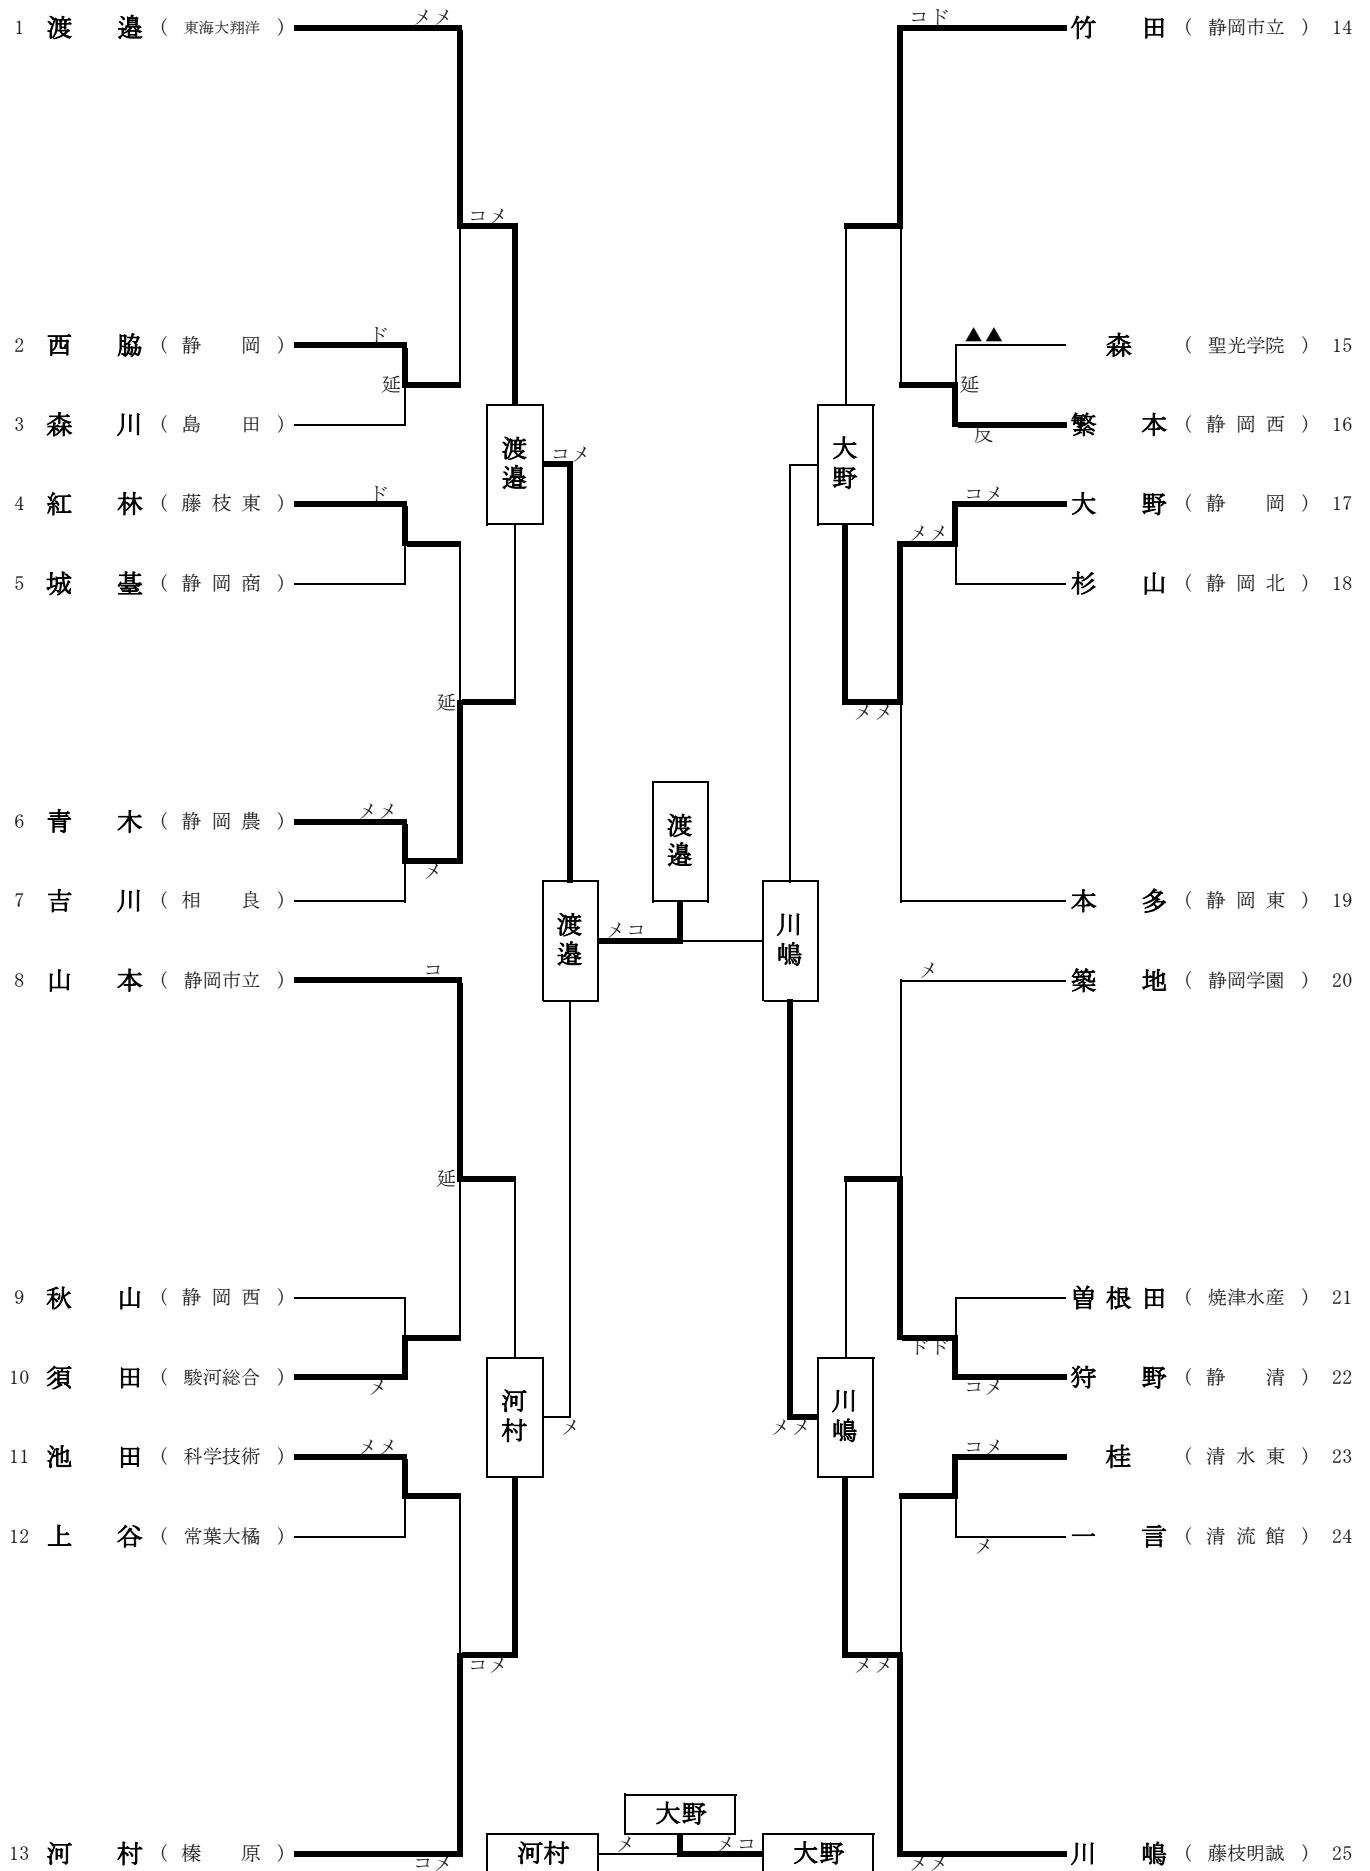 1 渡邉 （ 東海大翔洋 ） メメ
コド 竹田 （ 静岡市立 ） 14
コメ
2 西脇 （ 静岡 ） ド
▲▲ 森 （ 聖光学院 ） 15
延
延
3 森川 （ 島田 ）
反 繁本 （ 静岡西 ） 16
渡邉
コメ
大野
4 紅林 （ 藤枝東 ） ド
コメ 大野 （ 静岡 ） 17
メメ
5 城䑓 （ 静岡商 ）
杉山 （ 静岡北 ） 18
延
メメ
6 青木 （ 静岡農 ） メメ
渡邉
メ
7 吉川 （ 相良 ）
本多 （ 静岡東 ） 19
渡邉
メコ
川嶋
8 山本 （ 静岡市立 ） コ
メ 築地 （ 静岡学園 ） 20
延
9 秋山 （ 静岡西 ）
曽根田 （ 焼津水産 ） 21
ドド
10 須田 （ 駿河総合 ） メ
コメ 狩野 （ 静清 ） 22
河村
メ
メメ
川嶋
11 池田 （ 科学技術 ） メメ
コメ 桂 （ 清水東 ） 23
12 上谷 （ 常葉大橘 ）
メ 一言 （ 清流館 ） 24
コメ
メメ
大野
13 河村 （ 榛原 ） コメ
河村 メ メコ 大野
メメ 川嶋 （ 藤枝明誠 ） 25